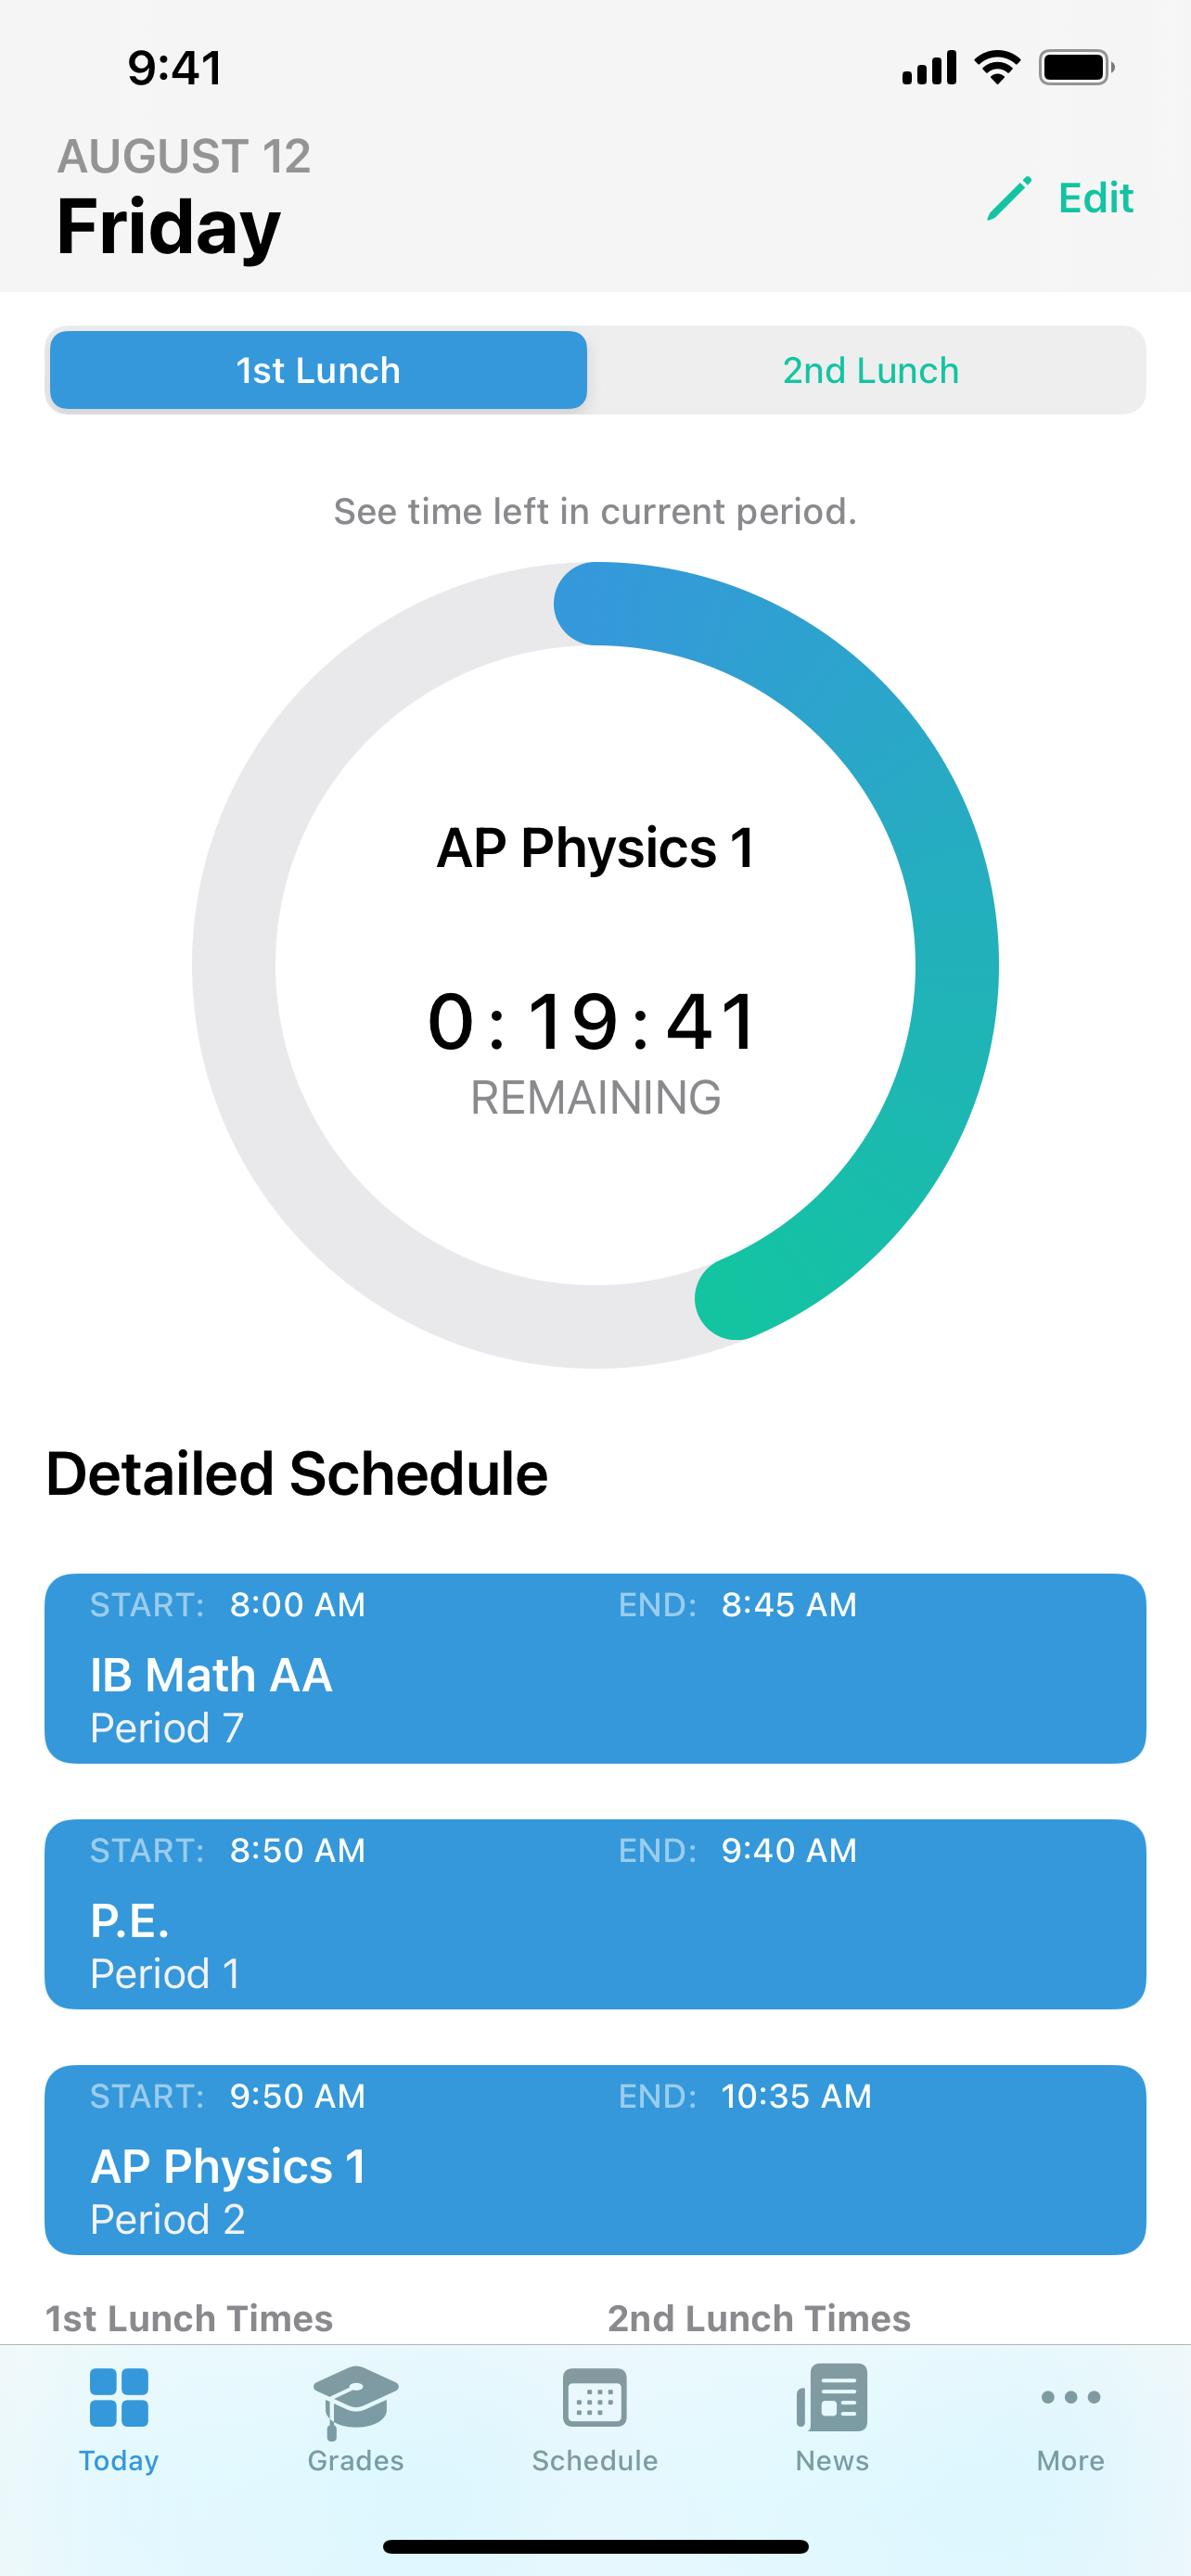 9:41
AUGUST 12
Friday
Edit
1st Lunch
2nd Lunch
See time left in current period.
AP Physics 1
0:19:41
REMAINING
Detailed Schedule
START: 8:00 AM END: 8:45 AM
IB Math AA
Period 7
START: 8:50 AM END: 9:40 AM
P.E.
Period 1
START: 9:50 AM END: 10:35 AM
AP Physics 1
Period 2
1st Lunch Times 2nd Lunch Times
Today Grades Schedule News More